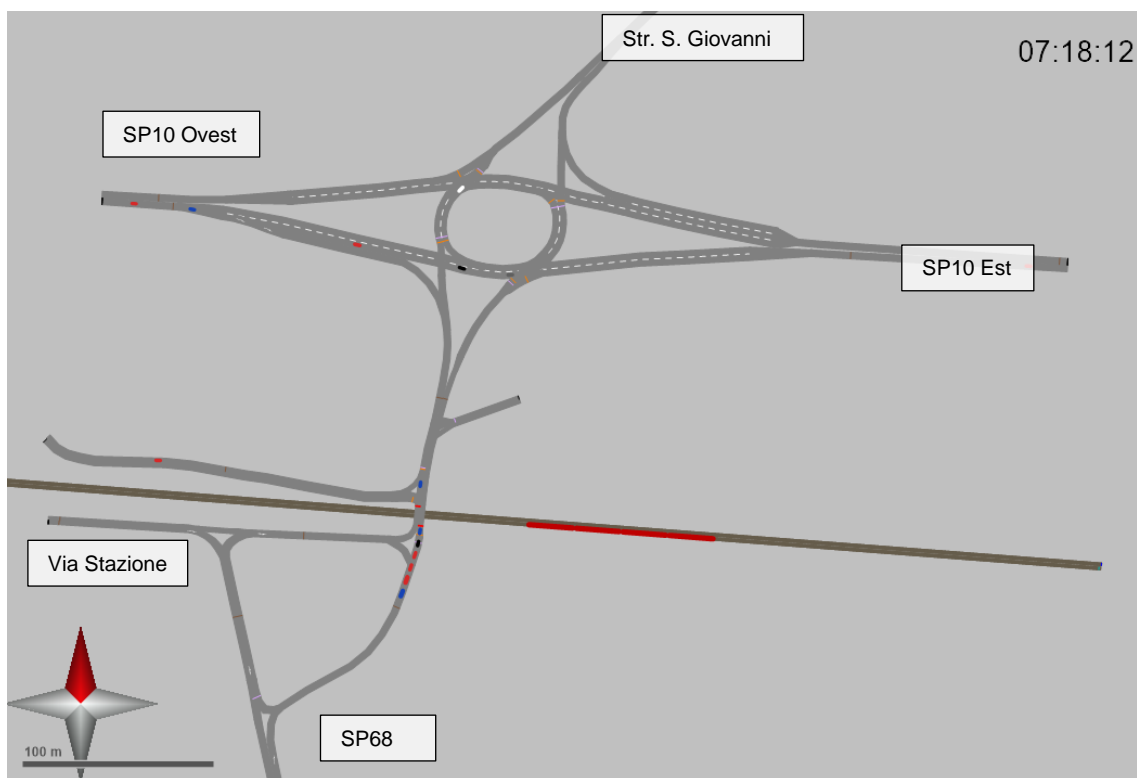 Str. S. Giovanni
07:18:12
SP10 Ovest
SP10 Est
Via Stazione
SP68
100 m